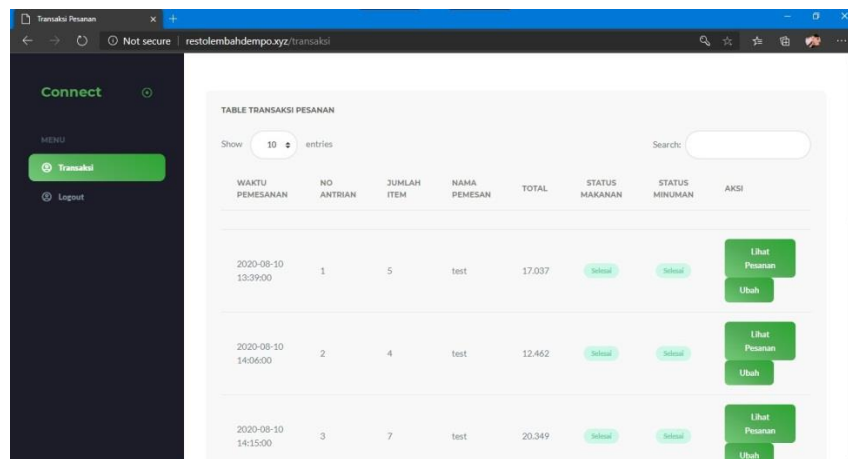 Transaksi Pesanan
Not secure | restolembahdempo.xyz/transaksi
Connect
MENU
Transaksi
Logout
TABLE TRANSAKSI PESANAN
Show 10 entries
Search:
WAKTU PEMESANAN NO ANTRIAN JUMLAH ITEM NAMA PEMESAN TOTAL STATUS MAKANAN STATUS MINUMAN AKSI
2020-08-10 13:39:00 1 5 test 17.037 Selesai Selesai Lihat Pesanan
Ubah
2020-08-10 14:06:00 2 4 test 12.462 Selesai Selesai Lihat Pesanan
Ubah
2020-08-10 14:15:00 3 7 test 20.349 Selesai Selesai Lihat Pesanan
Ubah